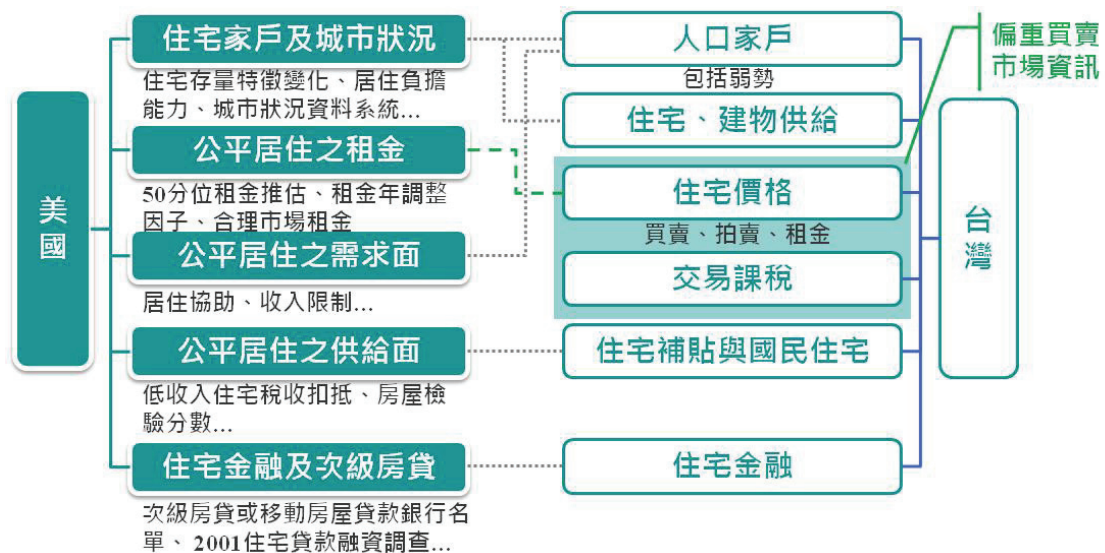 美國
住宅家戶及城市狀況
住宅存量特徵變化、居住負擔
能力、城市狀況資料系統...
公平居住之租金
50分位租金推估、租金年調整
因子、合理市場租金
公平居住之需求面
居住協助、收入限制...
公平居住之供給面
低收入住宅稅收扣抵、房屋檢
驗分數...
住宅金融及次級房貸
次級房貸或移動房屋貸款銀行名
單、 2001住宅貸款融資調查...
人口家戶
包括弱勢
住宅、建物供給
住宅價格
買賣、拍賣、租金
交易課稅
住宅補貼與國民住宅
住宅金融
偏重買賣
市場資訊
台灣